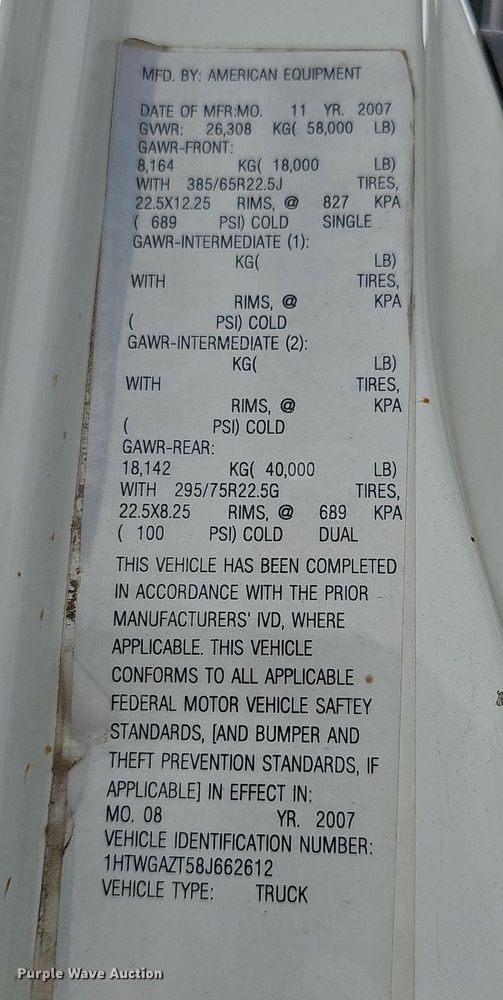 MFD. BY: AMERICAN EQUIPMENT
DATE OF MFR:MO. 11 YR. 2007
GVWR: 26,308 KG( 58,000 LB)
GAWR-FRONT:
8,164 KG( 18,000 LB)
WITH 385/65R22.5J TIRES,
22.5X12.25 RIMS, @ 827 KPA
( 689 PSI) COLD SINGLE
GAWR-INTERMEDIATE (1):
KG( LB)
WITH TIRES,
RIMS, @ KPA
( PSI) COLD
GAWR-INTERMEDIATE (2):
KG( LB)
WITH TIRES,
RIMS, @ KPA
( PSI) COLD
GAWR-REAR:
18,142 KG( 40,000 LB)
WITH 295/75R22.5G TIRES,
22.5X8.25 RIMS, @ 689 KPA
( 100 PSI) COLD DUAL
THIS VEHICLE HAS BEEN COMPLETED
IN ACCORDANCE WITH THE PRIOR
MANUFACTURERS' IVD, WHERE
APPLICABLE. THIS VEHICLE
CONFORMS TO ALL APPLICABLE
FEDERAL MOTOR VEHICLE SAFTEY
STANDARDS, [AND BUMPER AND
THEFT PREVENTION STANDARDS, IF
APPLICABLE] IN EFFECT IN:
MO. 08 YR. 2007
VEHICLE IDENTIFICATION NUMBER:
1HTWGAZT58J662612
VEHICLE TYPE: TRUCK
Purple Wave Auction